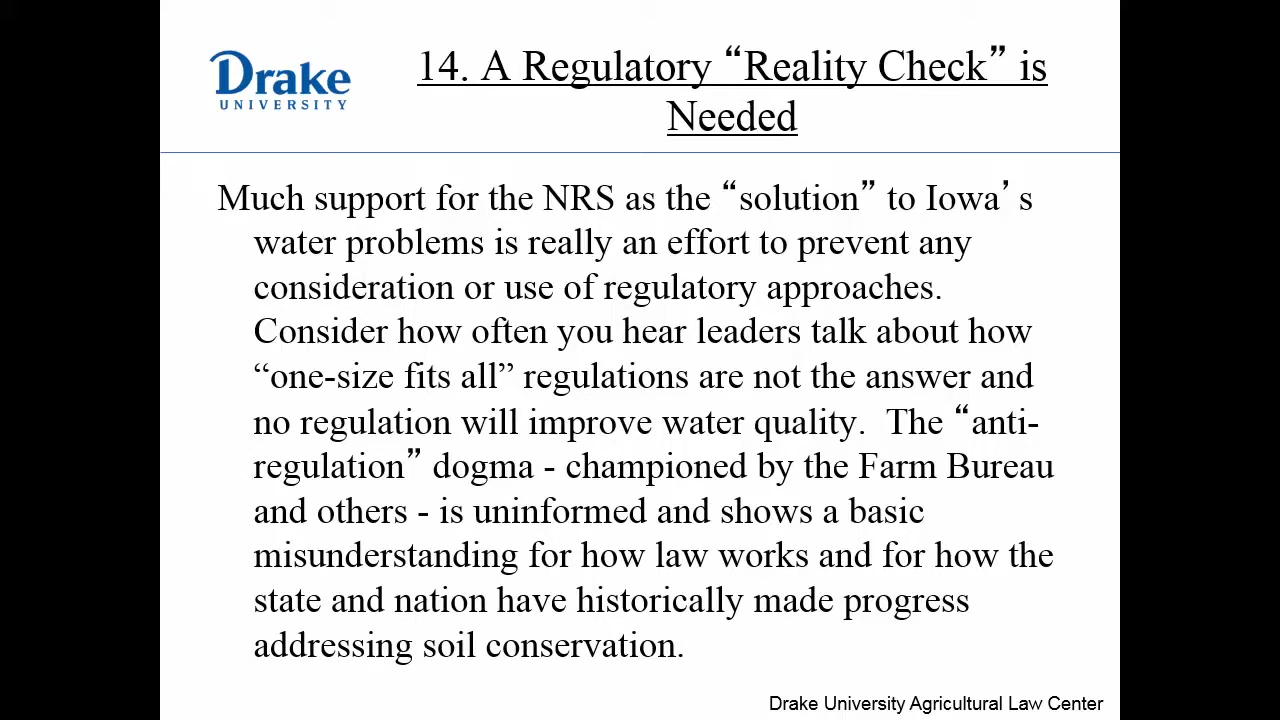 Drake
UNIVERSITY
14. A Regulatory “Reality Check” is
Needed
Much support for the NRS as the “solution” to Iowa’s
water problems is really an effort to prevent any
consideration or use of regulatory approaches.
Consider how often you hear leaders talk about how
“one-size fits all” regulations are not the answer and
no regulation will improve water quality.  The “anti-
regulation” dogma - championed by the Farm Bureau
and others - is uninformed and shows a basic
misunderstanding for how law works and for how the
state and nation have historically made progress
addressing soil conservation.
Drake University Agricultural Law Center